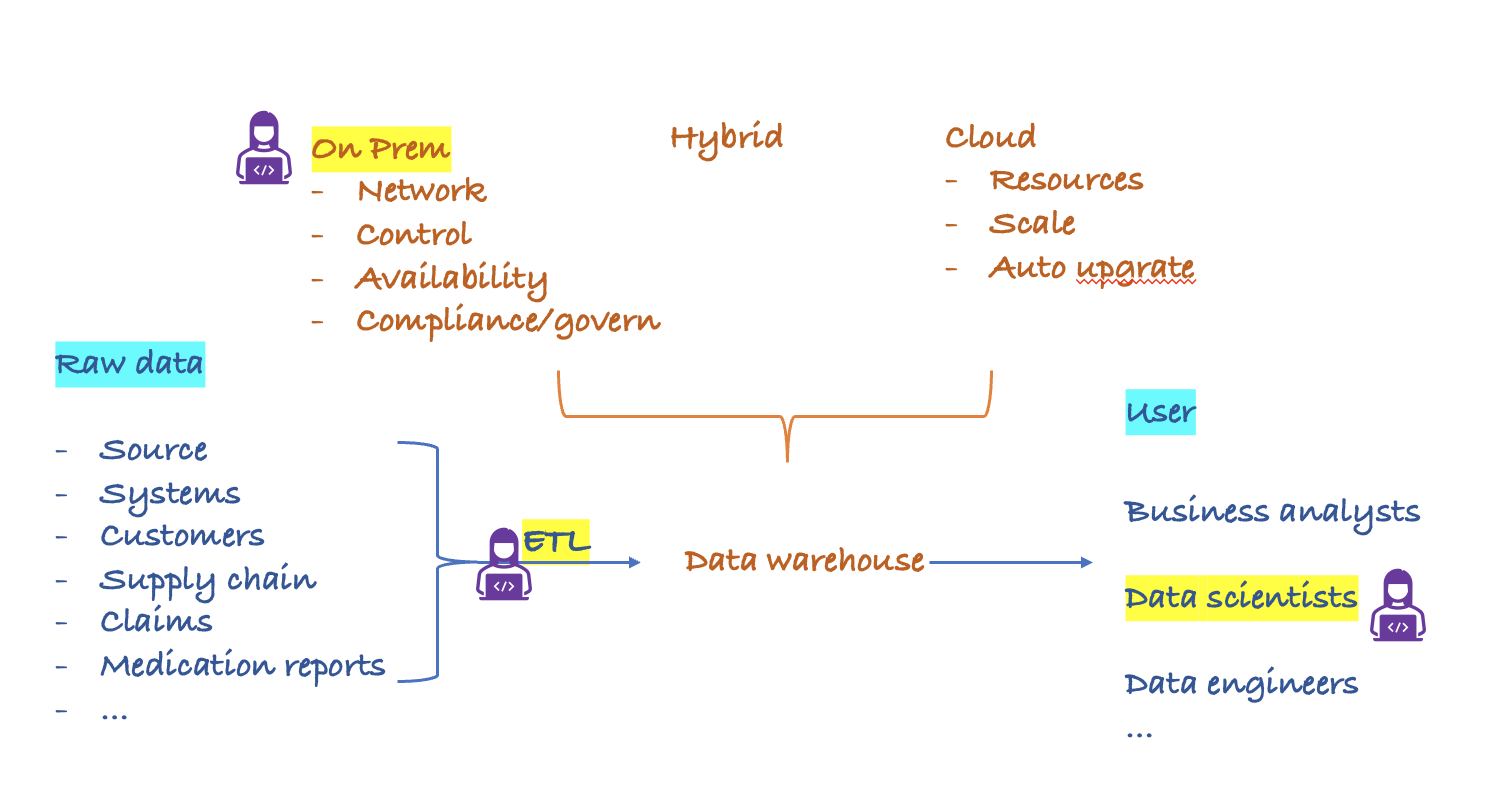 On Prem
- Network
- Control
- Availability
- Compliance/govern
Hybrid
Cloud
- Resources
- Scale
- Auto upgrate
Raw data
- Source
- Systems
- Customers
- Supply chain
- Claims
- Medication reports
- ...
</>
ETL
Data warehouse
User
Business analysts
Data scientists
Data engineers
...